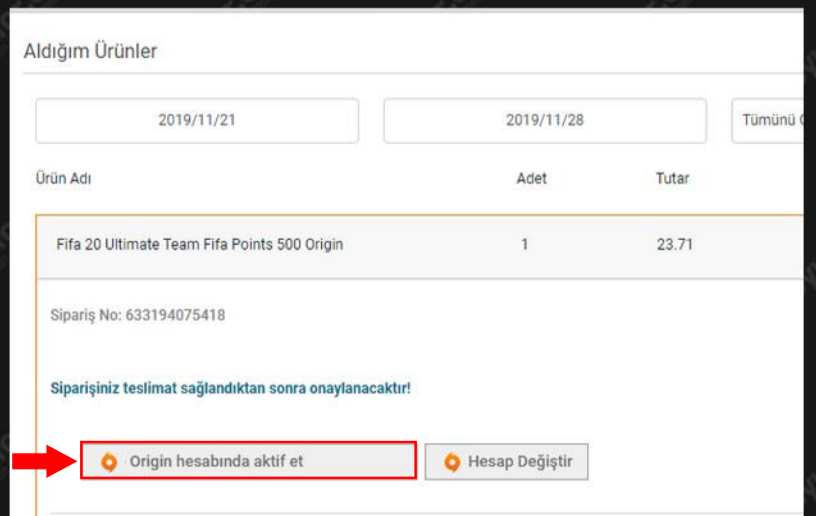 Aldığım Ürünler
2019/11/21 2019/11/28 Tümünü
Ürün Adı Adet Tutar
Fifa 20 Ultimate Team Fifa Points 500 Origin 1 23.71
Sipariş No: 633194075418
Siparişiniz teslimat sağlandıktan sonra onaylanacaktır!
Origin hesabında aktif et Hesap Değiştir